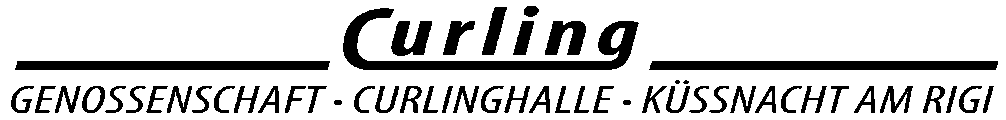 Curling
GENOSSENSCHAFT - CURLINGHALLE - KÜSSNACHT AM RIGI